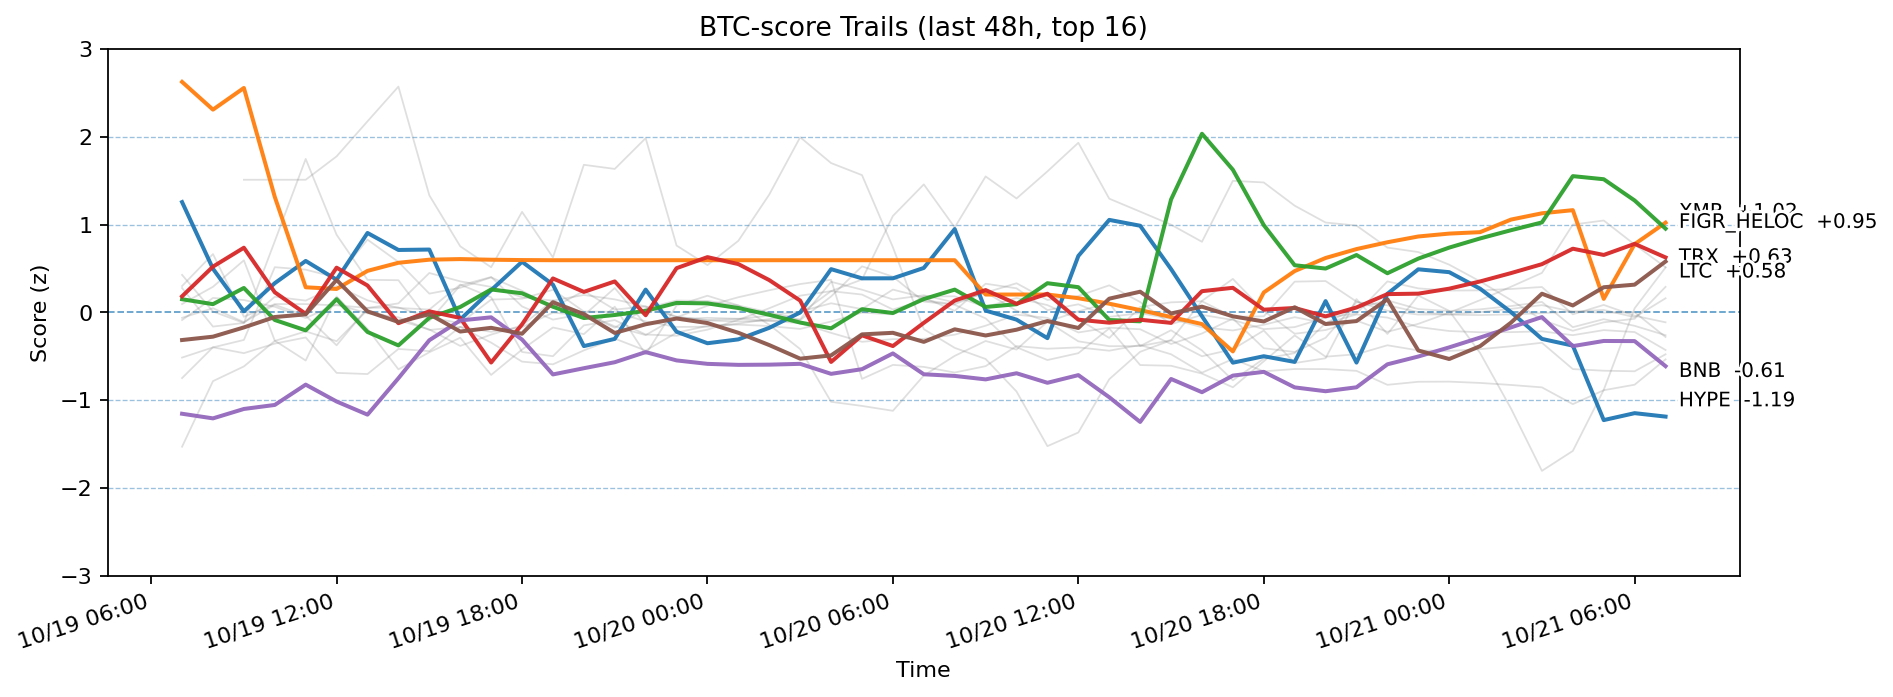 BTC-score Trails (last 48h, top 16)
Score (z)
3
2
1
0
−1
−2
−3
XMR +1.02
FIGR_HELOC +0.95
TRX +0.63
LTC +0.58
BNB -0.61
HYPE -1.19
10/19 06:00
10/19 12:00
10/19 18:00
10/20 00:00
10/20 06:00
10/20 12:00
10/20 18:00
10/21 00:00
10/21 06:00
Time